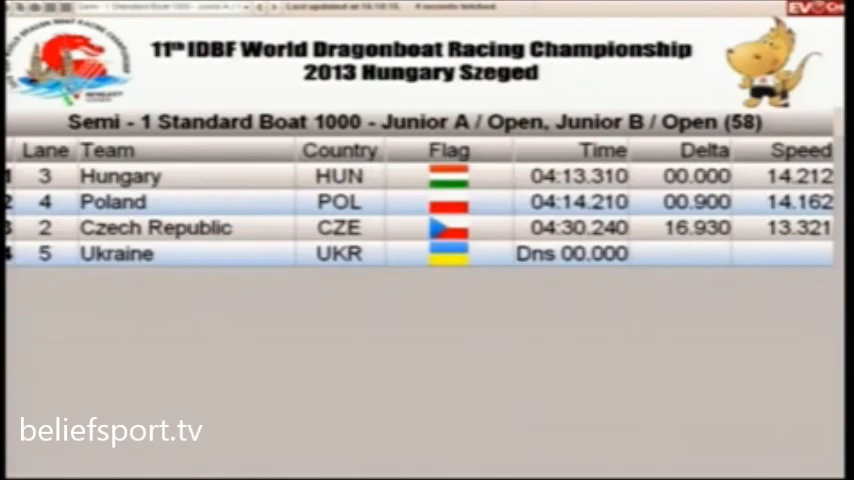 Last updated at
11th IDBF World Dragonboat Racing Championship
2013 Hungary Szeged
Semi - 1 Standard Boat 1000 - Junior A / Open, Junior B / Open (58)
Lane Team Country Flag Time Delta Speed
1 3 Hungary HUN 04:13.310 00.000 14.212
2 4 Poland POL 04:14.210 00.900 14.162
3 2 Czech Republic CZE 04:30.240 16.930 13.321
4 5 Ukraine UKR Dns 00.000
beliefsport.tv